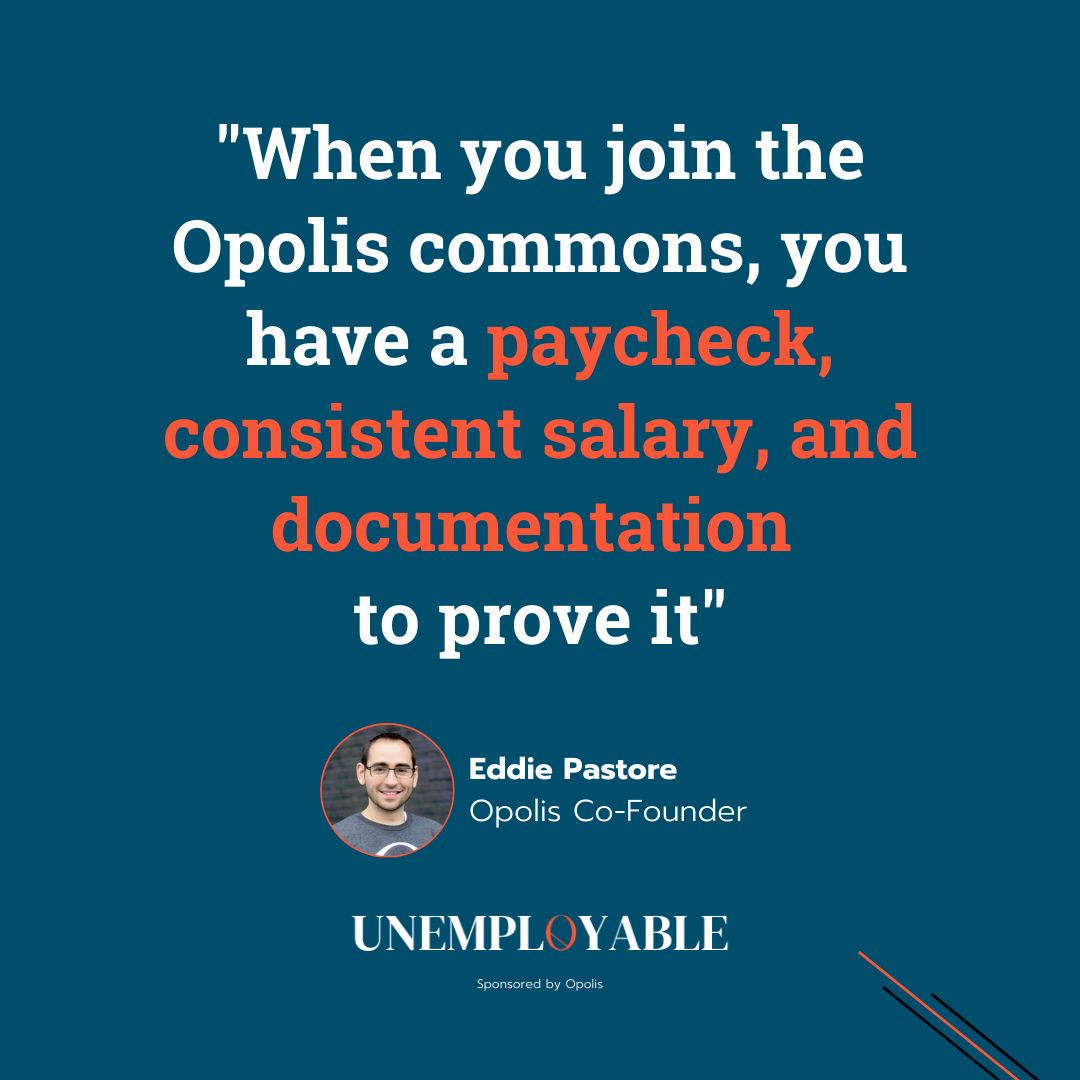 "When you join the
Opolis commons, you
have a paycheck,
consistent salary, and
documentation
to prove it"
Eddie Pastore
Opolis Co-Founder
UNEMPLOYABLE
Sponsored by Opolis